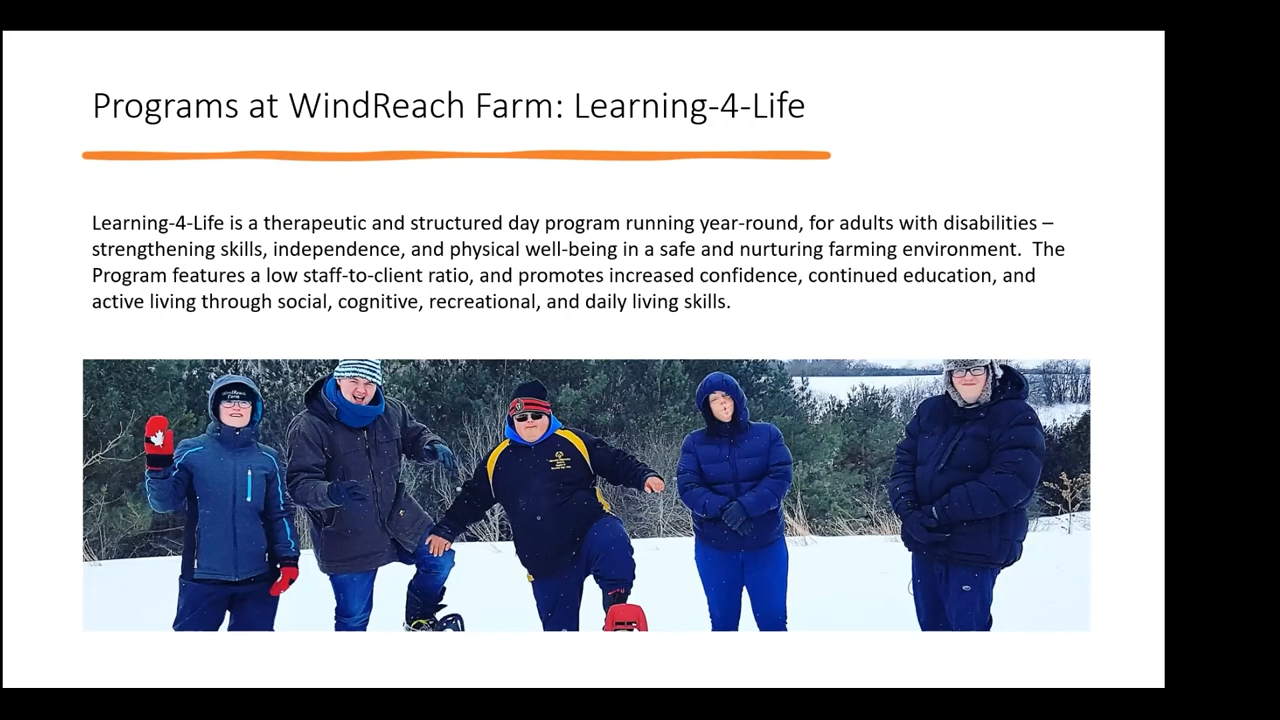 Programs at WindReach Farm: Learning-4-Life
Learning-4-Life is a therapeutic and structured day program running year-round, for adults with disabilities –
strengthening skills, independence, and physical well-being in a safe and nurturing farming environment.  The
Program features a low staff-to-client ratio, and promotes increased confidence, continued education, and
active living through social, cognitive, recreational, and daily living skills.
WindReach
Farm